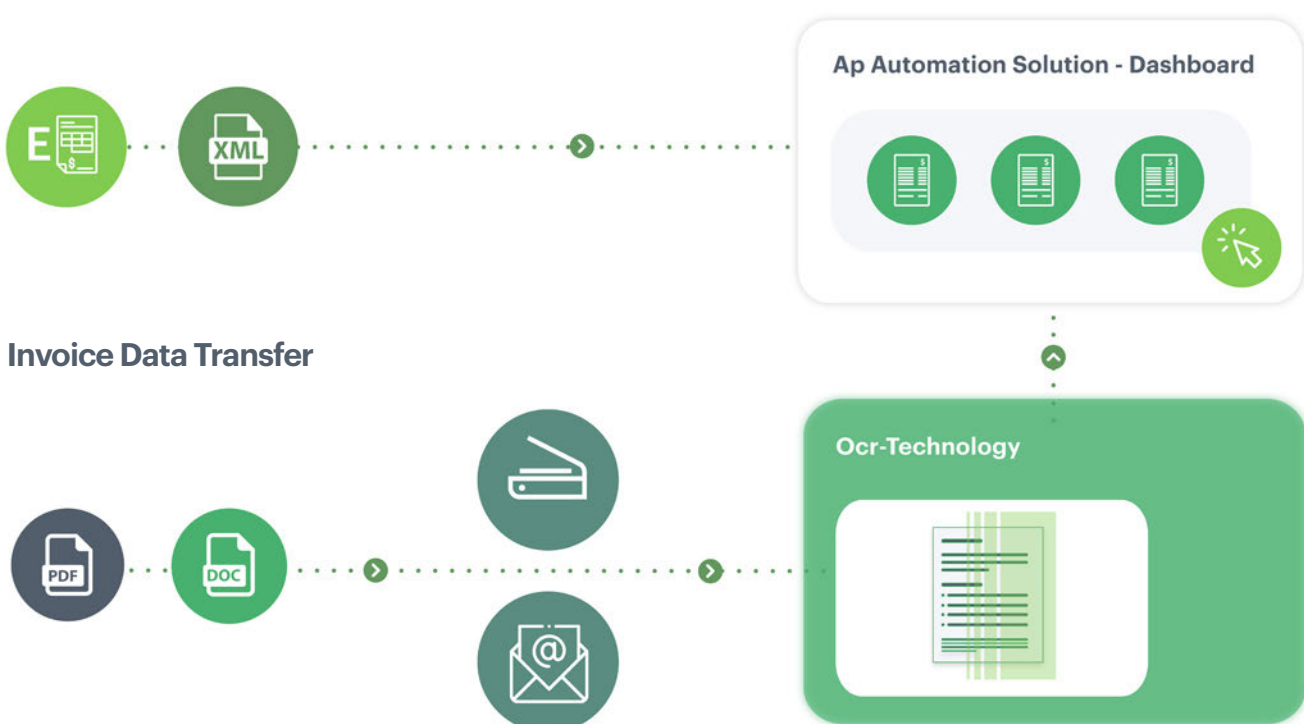 Ap Automation Solution - Dashboard
E
$
XML
$
$
$
Invoice Data Transfer
Ocr-Technology
PDF
DOC
@